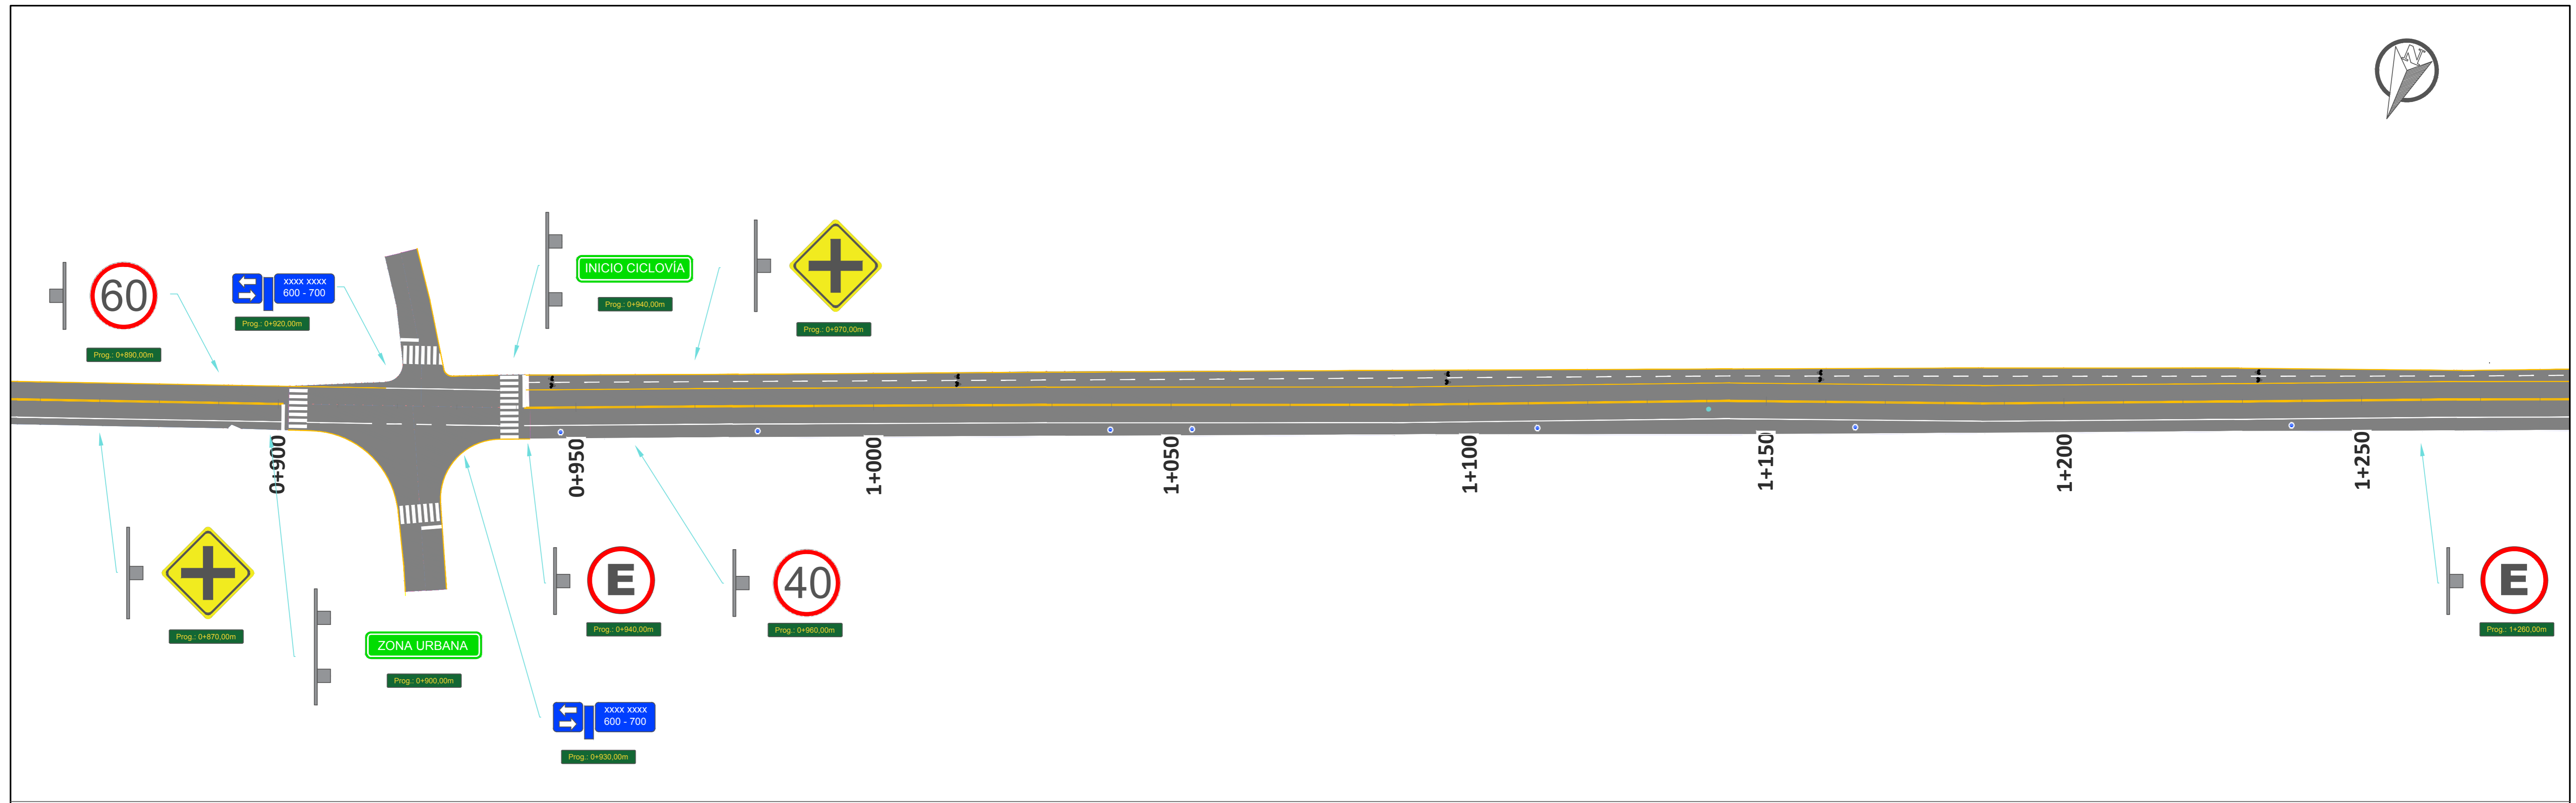 N
INICIO CICLOVÍA
Prog.: 0+940,00m
60
Prog.: 0+890,00m
xxxx xxxx
600 - 700
Prog.: 0+920,00m
Prog.: 0+970,00m
0+900
0+950
1+000
1+050
1+100
1+150
1+200
1+250
Prog.: 0+870,00m
ZONA URBANA
Prog.: 0+900,00m
E
Prog.: 0+940,00m
40
Prog.: 0+960,00m
E
Prog.: 1+260,00m
xxxx xxxx
600 - 700
Prog.: 0+930,00m